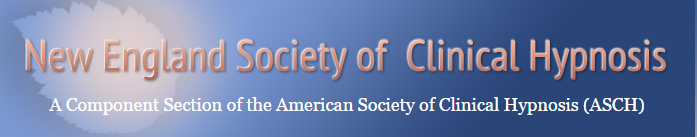 New England Society of Clinical Hypnosis
A Component Section of the American Society of Clinical Hypnosis (ASCH)